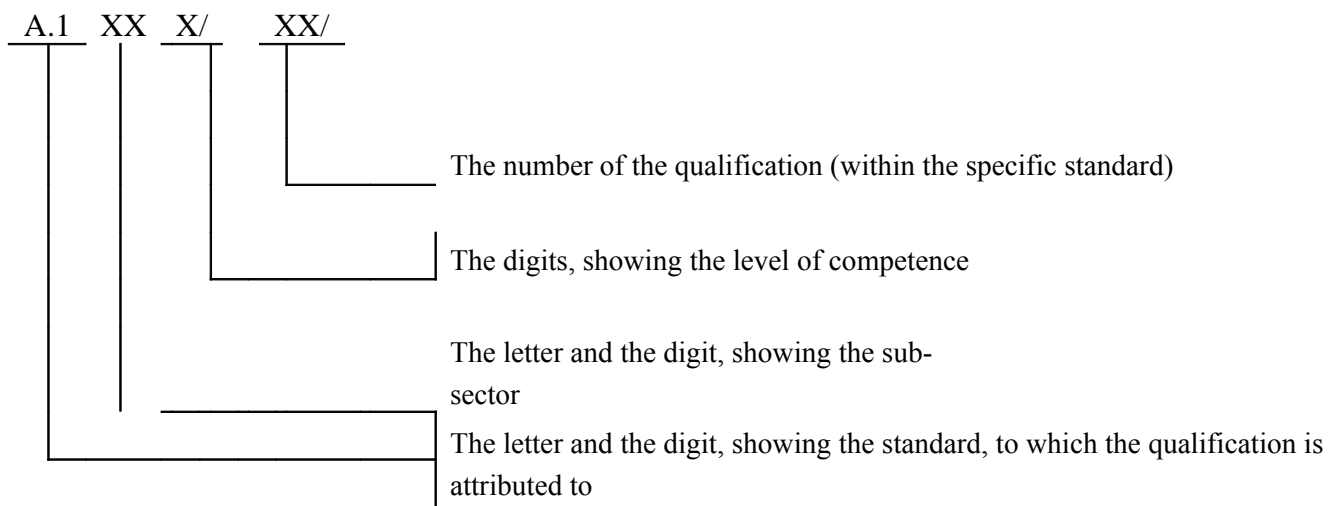 A.1 XX X/ XX/
The number of the qualification (within the specific standard)
The digits, showing the level of competence
The letter and the digit, showing the sub-
sector
The letter and the digit, showing the standard, to which the qualification is
attributed to